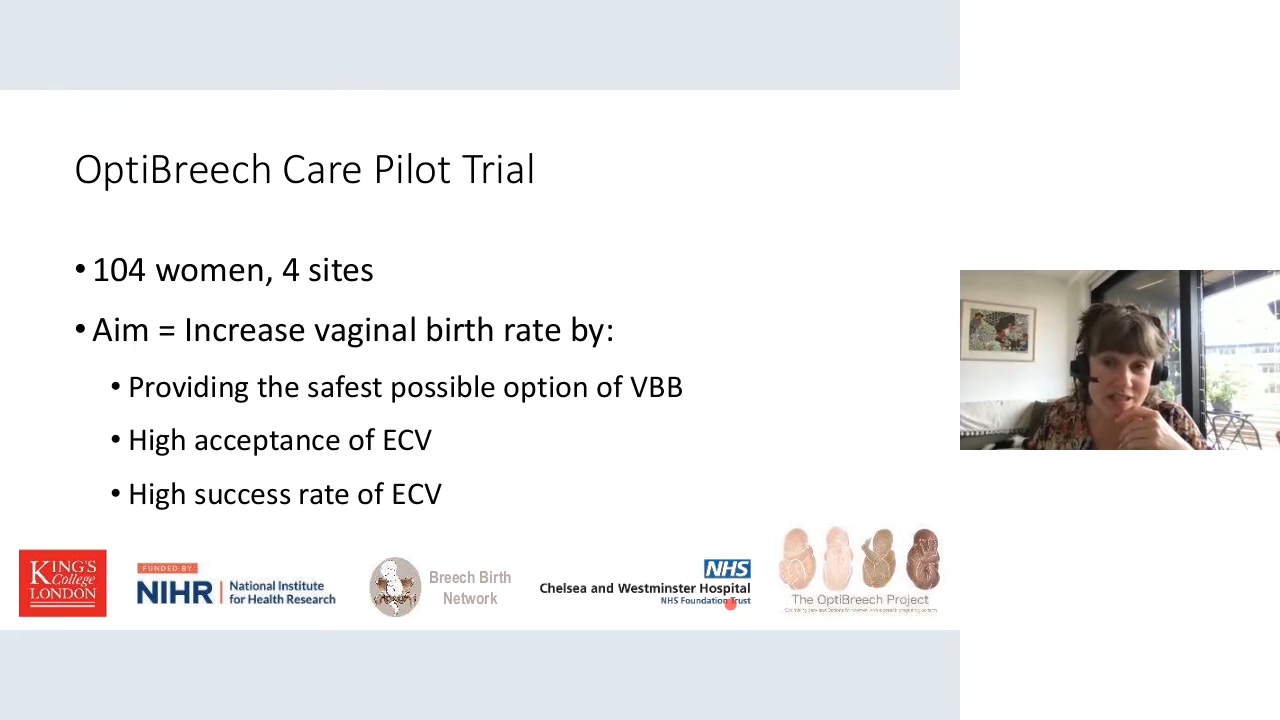 OptiBreech Care Pilot Trial
• 104 women, 4 sites
• Aim = Increase vaginal birth rate by:
• Providing the safest possible option of VBB
• High acceptance of ECV
• High success rate of ECV
KING'S
College
LONDON
FUNDED BY
NIHR | National Institute
for Health Research
Breech Birth
Network
NHS
Chelsea and Westminster Hospital
NHS Foundation Trust
The OptiBreech Project